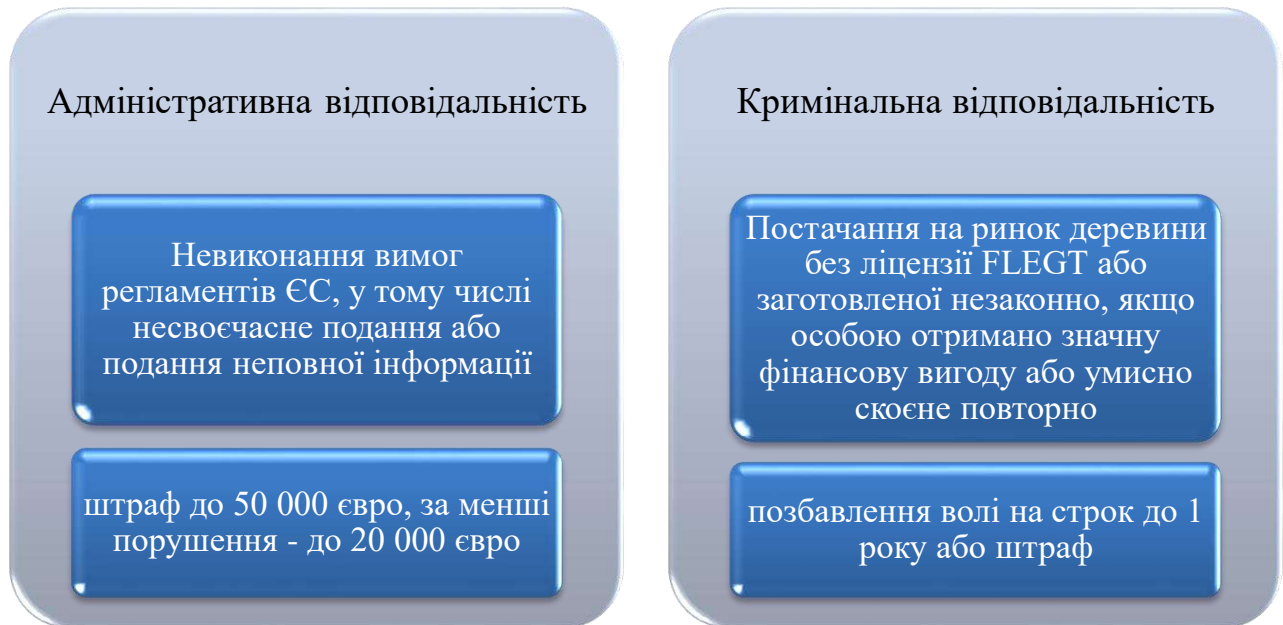 Адміністративна відповідальність
Невиконання вимог
регламентів ЄС, у тому числі
несвоєчасне подання або
подання неповної інформації
штраф до 50 000 євро, за менші
порушення - до 20 000 євро
Кримінальна відповідальність
Постачання на ринок деревини
без ліцензії FLEGT або
заготовленої незаконно, якщо
особою отримано значну
фінансову вигоду або умисно
скоєне повторно
позбавлення волі на строк до 1
року або штраф